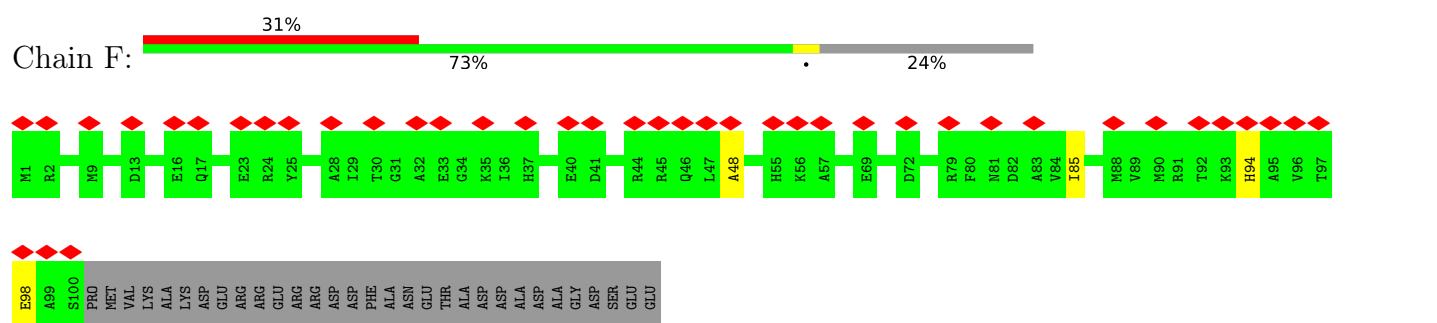 31%
Chain F:
73% • 24%
M1 R2 M9 D13 E16 Q17 E23 R24 Y25 A28 I29 T30 G31 A32 E33 G34 K35 I36 H37 E40 D41 R44 R45 Q46 L47 A48 H55 K56 A57 E69 D72 R79 F80 N81 D82 A83 V84 I85 M88 V89 M90 R91 T92 K93 H94 A95 V96 T97
E98 A99 S100 PRO MET VAL LYS ALA LYS ASP GLU ARG ARG GLU ARG ARG ASP ASP PHE ALA ASN GLU THR ALA ASP ASP ALA ASP ALA GLY ASP SER GLU GLU